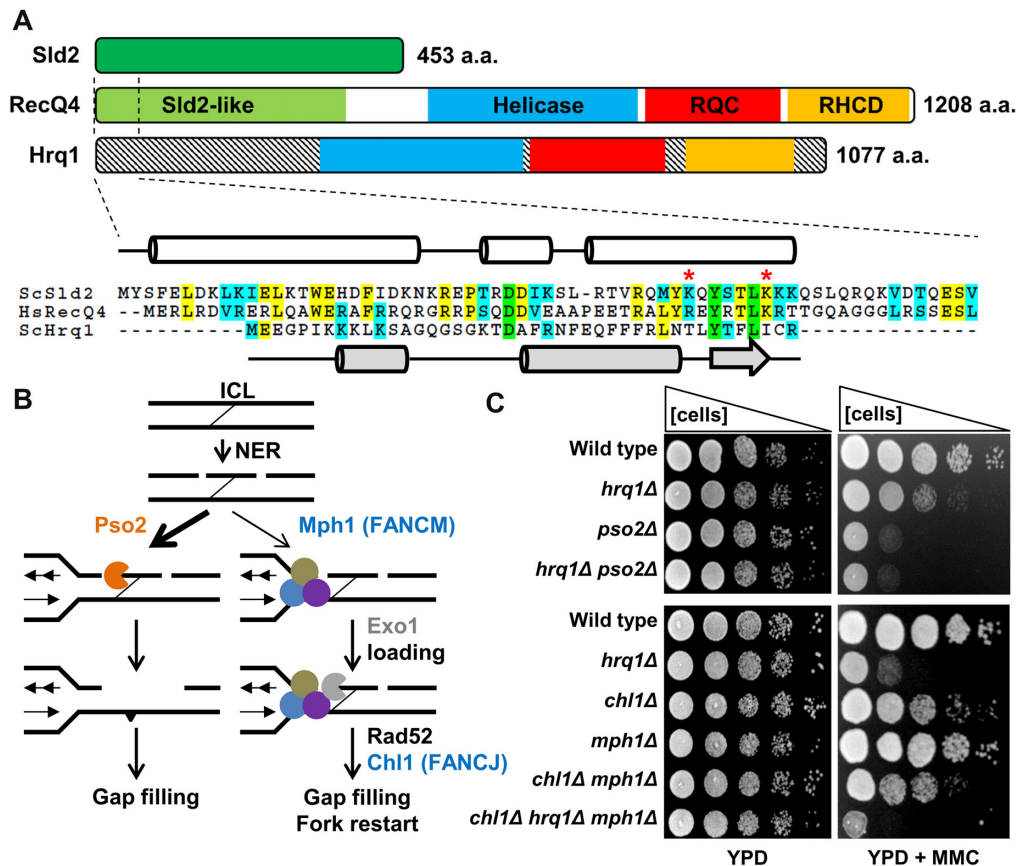 A
Sld2
453 a.a.
RecQ4
Sld2-like
Helicase
RQC
RHCD
1208 a.a.
Hrq1
1077 a.a.
* *
ScSld2 MYSFELDKLKIELKTWEHDFIDKNKREPTRDDIKSL-RTVRQMYKQYSTLKKKQSLQRQKVDTQESV
HsRecQ4 --MERLRDVRERLQAWERAFRRQRGRRPSQDDVEAAPEETRALYREYRTLKRTTGQAGGGLRSSESL
ScHrq1 ----------MEEGPIKKKLKSAGQGSGKTDAFRNFEQFFFRLNTLYTFLICR--------------
B
ICL
NER
Pso2
Mph1 (FANCM)
Exo1
loading
Rad52
Chl1 (FANCJ)
Gap filling
Gap filling
Fork restart
C
[cells]
[cells]
Wild type
hrq1Δ
pso2Δ
hrq1Δ pso2Δ
Wild type
hrq1Δ
chl1Δ
mph1Δ
chl1Δ mph1Δ
chl1Δ hrq1Δ mph1Δ
YPD
YPD + MMC